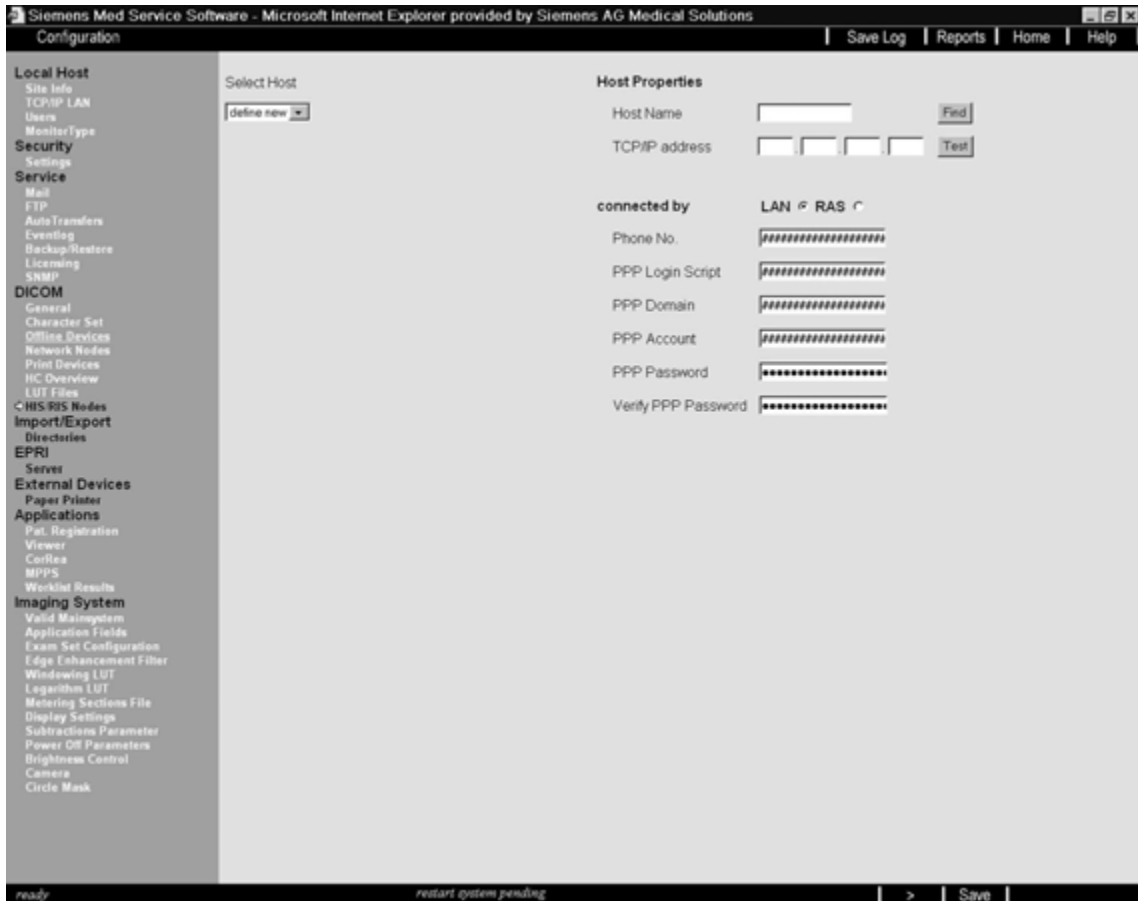 Siemens Med Service Software - Microsoft Internet Explorer provided by Siemens AG Medical Solutions
Configuration
Save Log
Reports
Home
Help
Local Host
Site Info
TCP/IP LAN
Users
MonitorType
Security
Settings
Service
Mail
FTP
AutoTransfers
Eventlog
Backup/Restore
Licensing
SNMP
DICOM
General
Character Set
Offline Devices
Network Nodes
Print Devices
HC Overview
LUT Files
HIS/RIS Nodes
Import/Export
Directories
EPRI
Server
External Devices
Paper Printer
Applications
Pat. Registration
Viewer
CorRea
MPPS
Worklist Results
Imaging System
Valid Mainsystem
Application Fields
Exam Set Configuration
Edge Enhancement Filter
Windowing LUT
Logarithm LUT
Metering Sections File
Display Settings
Subtractions Parameter
Power Off Parameters
Brightness Control
Camera
Circle Mask
Select Host
define new
Host Properties
Host Name
Find
TCP/IP address
. . .
Test
connected by
LAN RAS
Phone No.
####################
PPP Login Script
####################
PPP Domain
####################
PPP Account
####################
PPP Password
••••••••••••••••••
Verify PPP Password
••••••••••••••••••
ready
restart system pending
>
Save